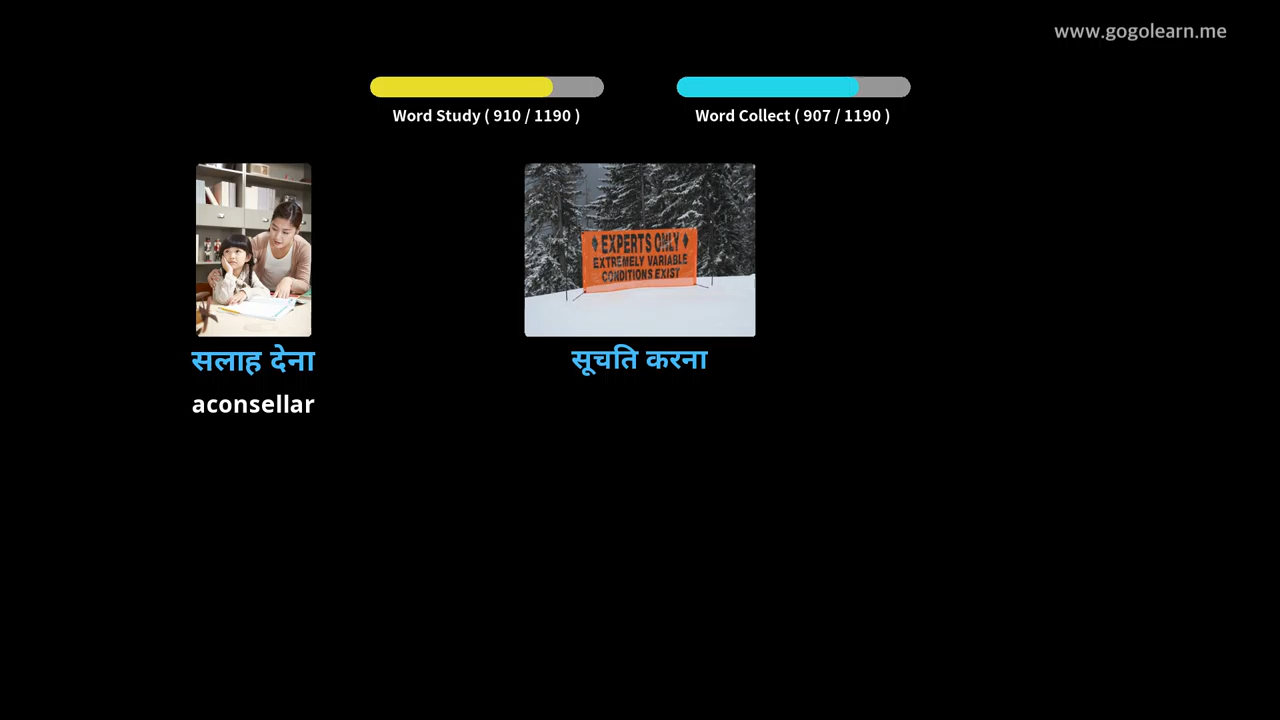 www.gogolearn.me
Word Study ( 910 / 1190 )
Word Collect ( 907 / 1190 )
EXPERTS ONLY
EXTREMELY VARIABLE
CONDITIONS EXIST
सलाह देना
सूचति करना
aconsellar